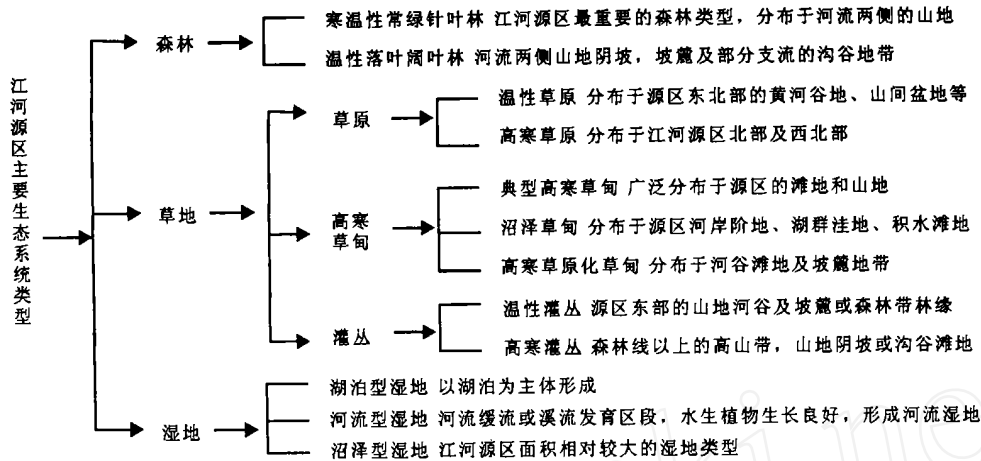 江河源区主要生态系统类型
森林
寒温性常绿针叶林 江河源区最重要的森林类型，分布于河流两侧的山地
温性落叶阔叶林 河流两侧山地阴坡，坡麓及部分支流的沟谷地带
草地
草原
温性草原 分布于源区东北部的黄河谷地、山间盆地等
高寒草原 分布于江河源区北部及西北部
高寒
草甸
典型高寒草甸 广泛分布于源区的滩地和山地
沼泽草甸 分布于源区河岸阶地、湖群洼地、积水滩地
高寒草原化草甸 分布于河谷滩地及坡麓地带
灌丛
温性灌丛 源区东部的山地河谷及坡麓或森林带林缘
高寒灌丛 森林线以上的高山带，山地阴坡或沟谷滩地
湿地
湖泊型湿地 以湖泊为主体形成
河流型湿地 河流缓流或溪流发育区段，水生植物生长良好，形成河流湿地
沼泽型湿地 江河源区面积相对较大的湿地类型